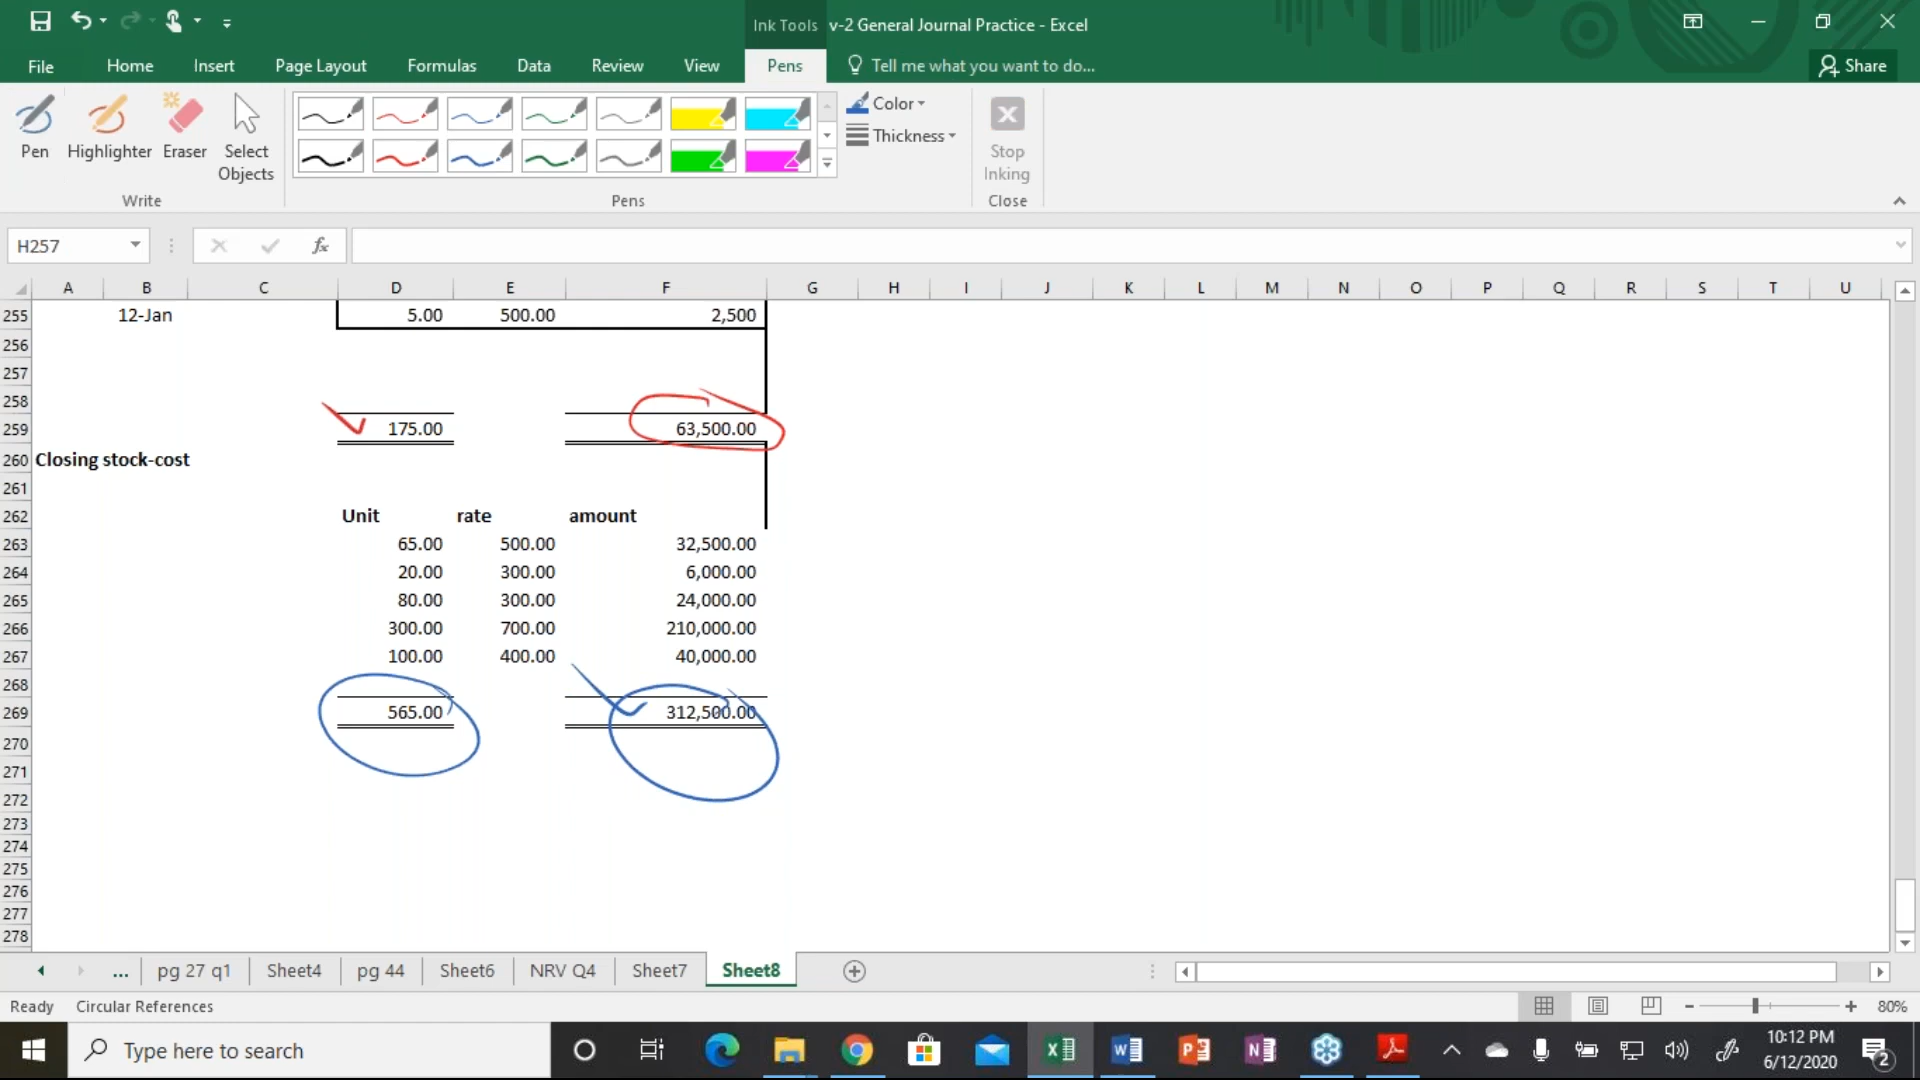 Ink Tools v-2 General Journal Practice - Excel
File Home Insert Page Layout Formulas Data Review View Pens Tell me what you want to do... Share
Pen Highlighter Eraser Select Objects
Color
Thickness
Stop Inking
Write Pens Close
H257 fx
A B C D E F G H I J K L M N O P Q R S T U
255 12-Jan 5.00 500.00 2,500
256
257
258
259 175.00 63,500.00
260 Closing stock-cost
261
262 Unit rate amount
263 65.00 500.00 32,500.00
264 20.00 300.00 6,000.00
265 80.00 300.00 24,000.00
266 300.00 700.00 210,000.00
267 100.00 400.00 40,000.00
268
269 565.00 312,500.00
270
271
272
273
274
275
276
277
278
... pg 27 q1 Sheet4 pg 44 Sheet6 NRV Q4 Sheet7 Sheet8
Ready Circular References 80%
Type here to search
10:12 PM
6/12/2020
2